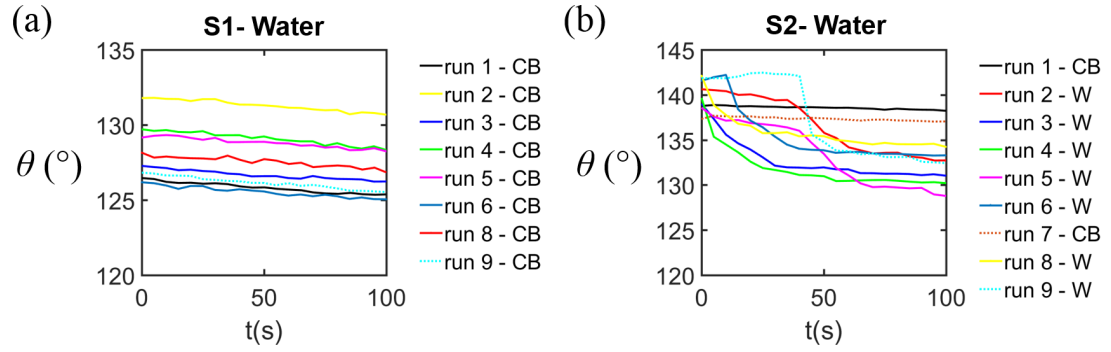 (a)
S1- Water
135
130
125
120
θ (°)
0
50
100
t(s)
run 1 - CB
run 2 - CB
run 3 - CB
run 4 - CB
run 5 - CB
run 6 - CB
run 8 - CB
run 9 - CB
(b)
S2- Water
145
140
135
130
125
120
θ (°)
0
50
100
t(s)
run 1 - CB
run 2 - W
run 3 - W
run 4 - W
run 5 - W
run 6 - W
run 7 - CB
run 8 - W
run 9 - W